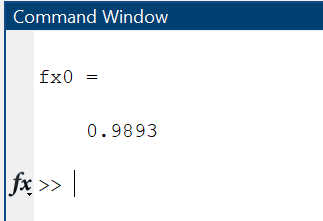 Command Window
fx0 =
0.9893
fx >>